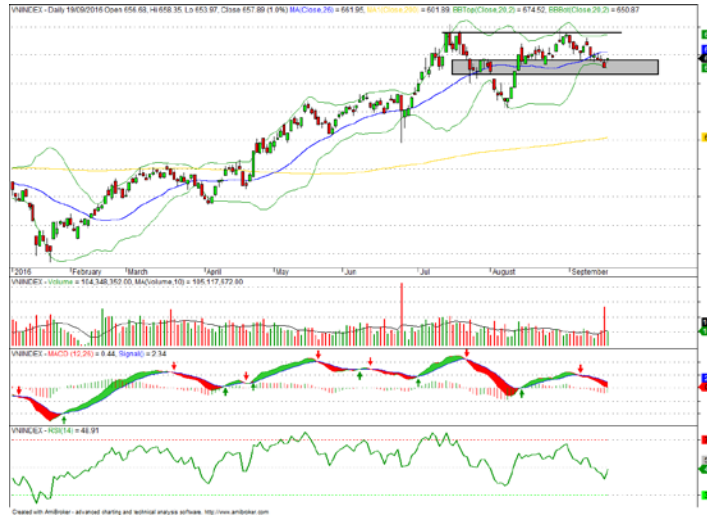 VNINDEX - Daily 19/09/2016 Open 656.68, Hi 658.35, Lo 653.97, Close 657.89 (1.0%) MA(Close,26) = 661.95, = 601.89, BBTop(Close,20,2) = 674.52, BBBot(Close,20,2) = 650.87
2016 February March April May Jun Jul August September
VNINDEX - Volume = 104,348,352.00, MA(Volume,10) = 105,117,672.00
VNINDEX - MACD (12,26) = 0.44, Signal() = 2.34
VNINDEX - RSI(14) = 48.91
Created with AmiBroker - advanced charting and technical analysis software. http://www.amibroker.com